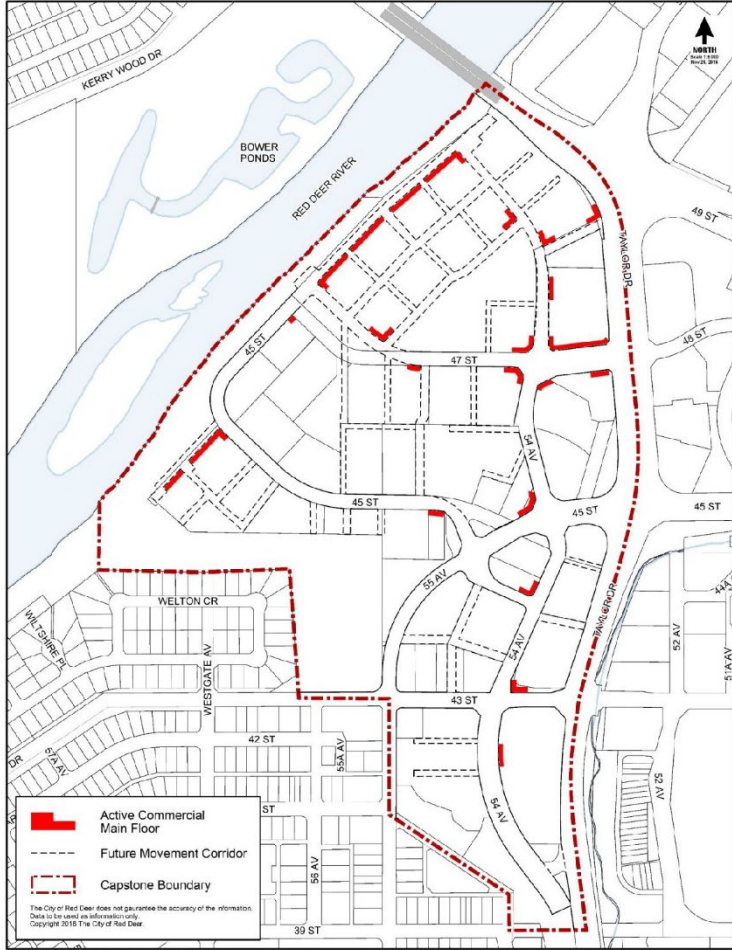 NORTH
KERRY WOOD DR
BOWER
PONDS
RED DEER RIVER
49 ST
TAYLOR DR
48 ST
45 ST
47 ST
54 AV
45 ST
45 ST
45 ST
55 AV
TAYLOR DR
44A
WELTON CR
WILTSHIRE PL
WESTGATE AV
54 AV
52 AV
51A AV
43 ST
DR
57A AV
42 ST
55A AV
52 AV
ST
54 AV
56 AV
39 ST
Active Commercial
Main Floor
Future Movement Corridor
Capstone Boundary
The City of Red Deer does not gaurantee the accuracy of the information.
Data to be used as information only.
Copyright 2016 The City of Red Deer.